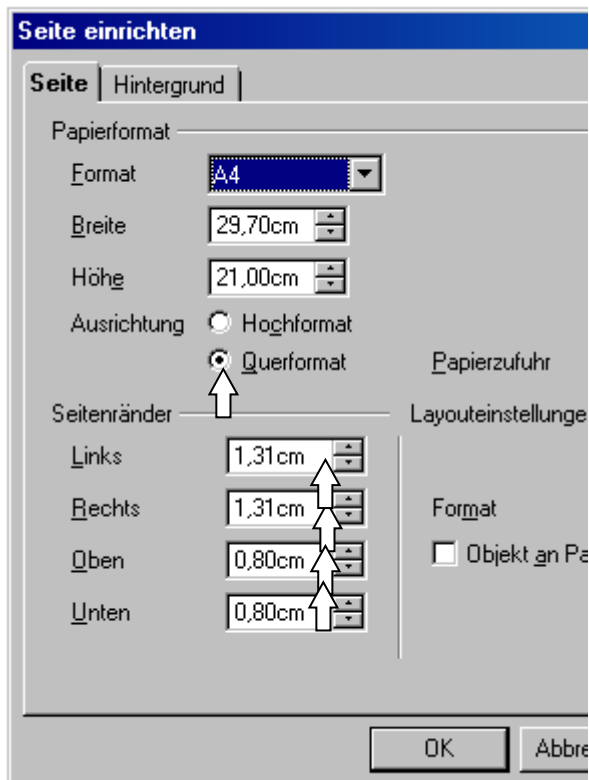 Seite einrichten
Seite Hintergrund
Papierformat
Format A4
Breite 29,70cm
Höhe 21,00cm
Ausrichtung Hochformat
Querformat Papierzufuhr
Seitenränder Layouteinstellunge
Links 1,31cm
Rechts 1,31cm Format
Oben 0,80cm Objekt an Pa
Unten 0,80cm
OK Abbre